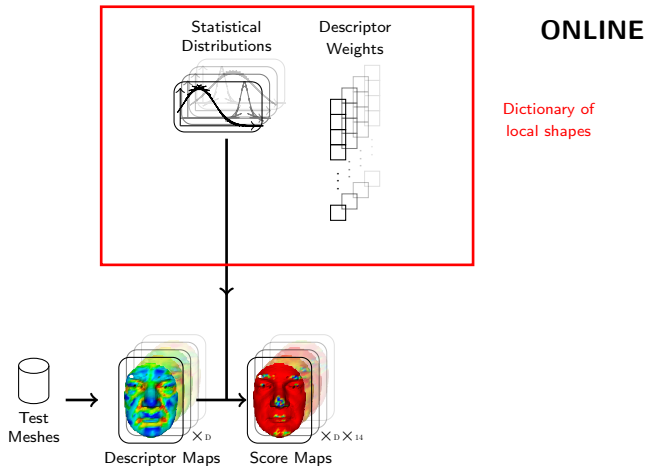 Statistical
Distributions
Descriptor
Weights
ONLINE
Dictionary of
local shapes
Test
Meshes
×D
Descriptor Maps
×D×14
Score Maps